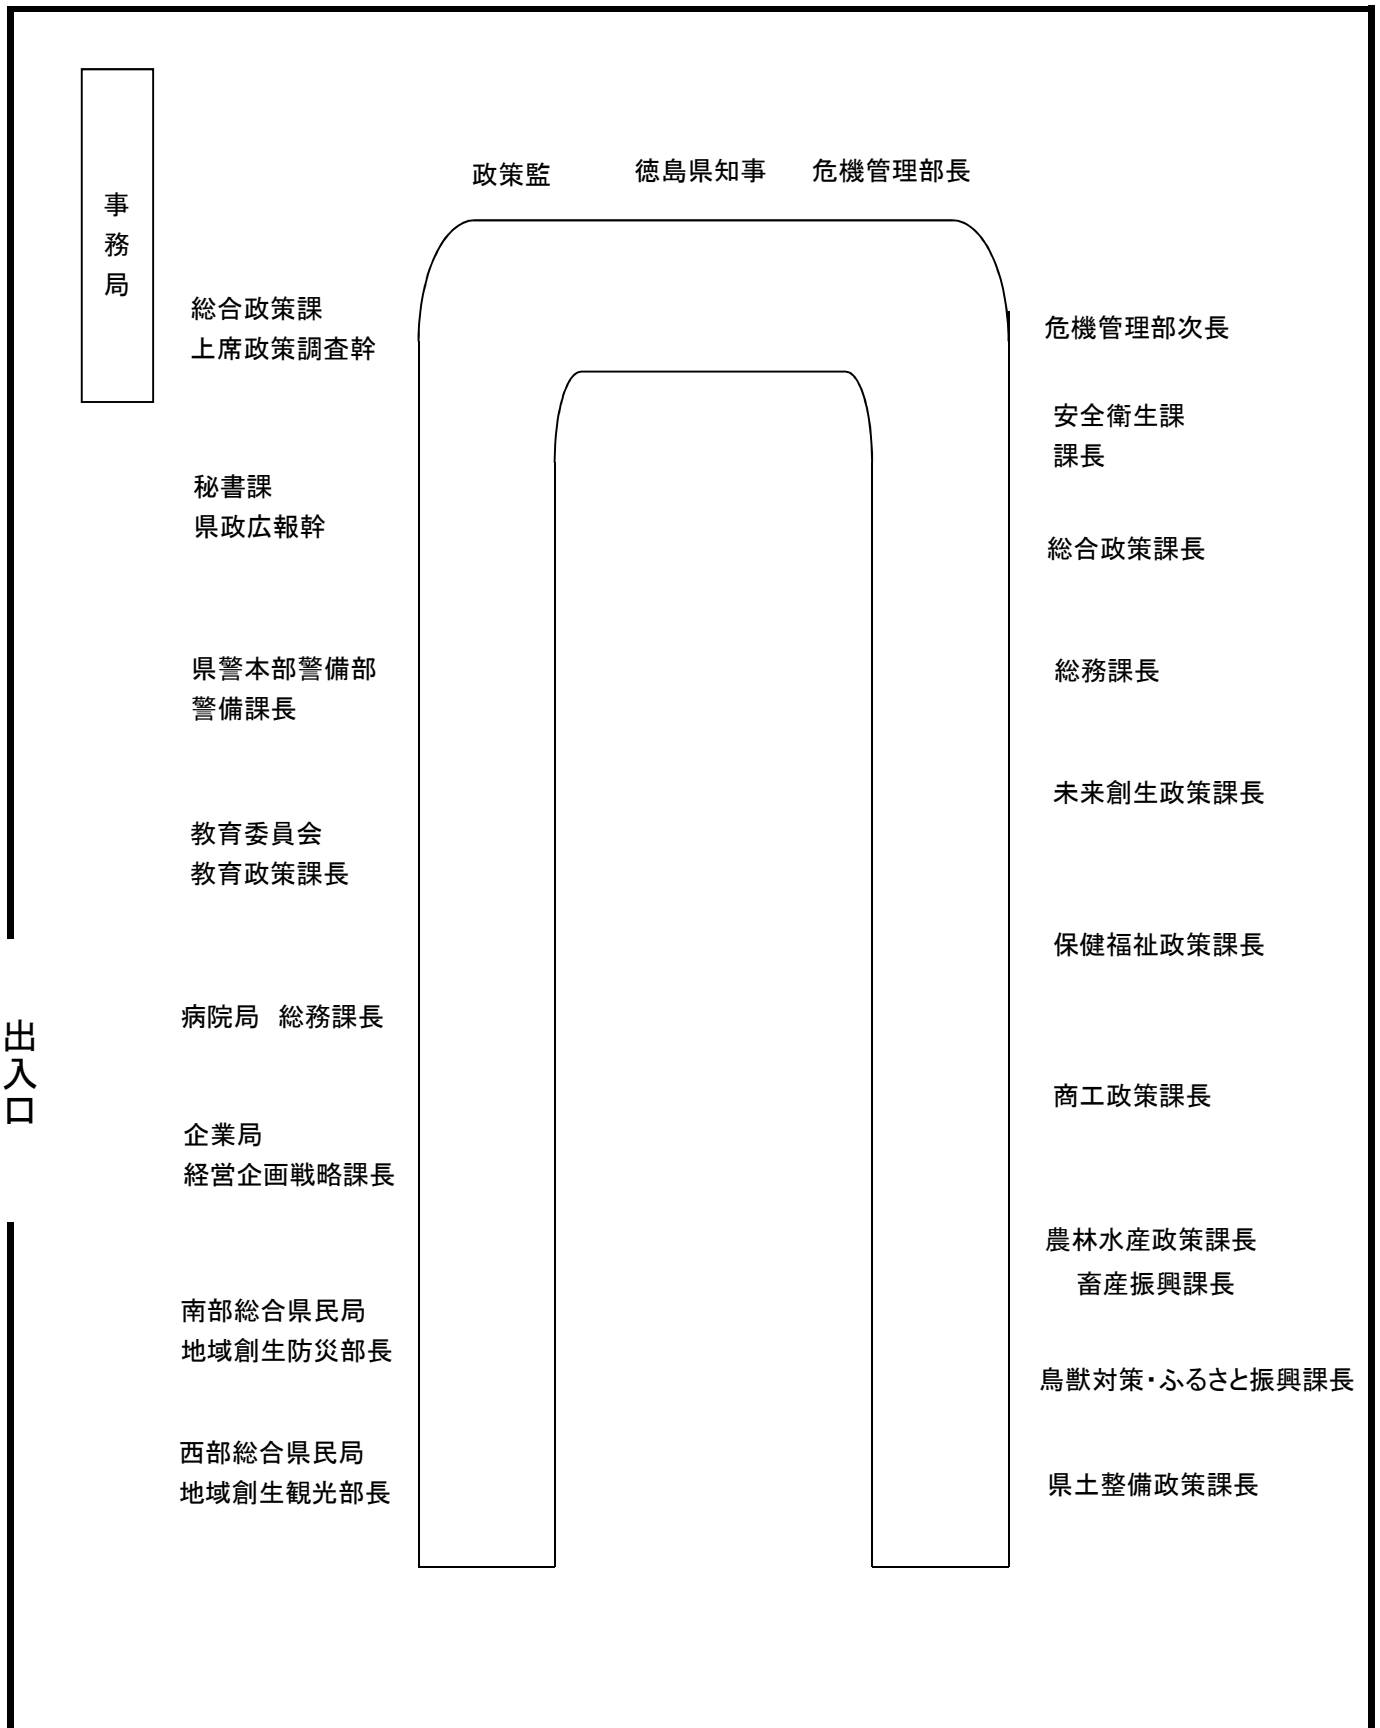 事務局
政策監
徳島県知事
危機管理部長
総合政策課
上席政策調査幹
秘書課
県政広報幹
県警本部警備部
警備課長
教育委員会
教育政策課長
病院局　総務課長
企業局
経営企画戦略課長
南部総合県民局
地域創生防災部長
西部総合県民局
地域創生観光部長
出入口
危機管理部次長
安全衛生課
課長
総合政策課長
総務課長
未来創生政策課長
保健福祉政策課長
商工政策課長
農林水産政策課長
畜産振興課長
鳥獣対策・ふるさと振興課長
県土整備政策課長